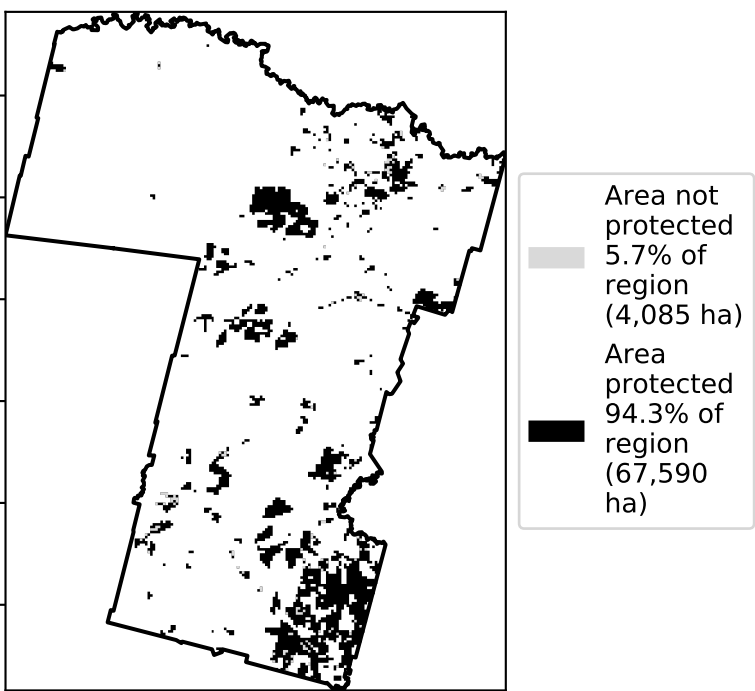 Area not
protected
5.7% of
region
(4,085 ha)
Area
protected
94.3% of
region
(67,590
ha)